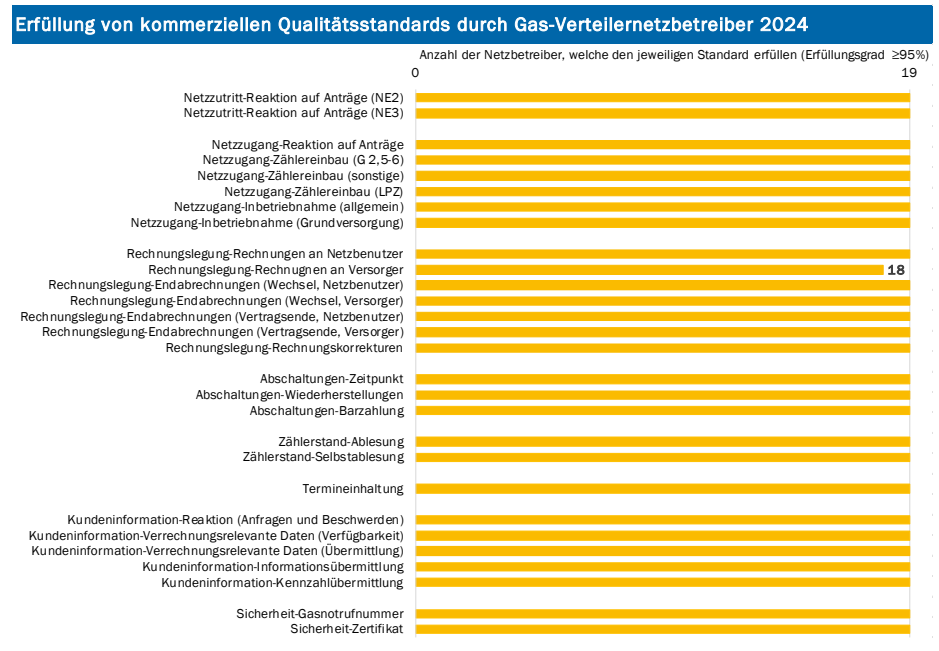 Erfüllung von kommerziellen Qualitätsstandards durch Gas-Verteilernetzbetreiber 2024
Anzahl der Netzbetreiber, welche den jeweiligen Standard erfüllen (Erfüllungsgrad ≥95%)
0 19
Netzzutritt-Reaktion auf Anträge (NE2)
Netzzutritt-Reaktion auf Anträge (NE3)
Netzzugang-Reaktion auf Anträge
Netzzugang-Zählereinbau (G 2,5-6)
Netzzugang-Zählereinbau (sonstige)
Netzzugang-Zählereinbau (LPZ)
Netzzugang-Inbetriebnahme (allgemein)
Netzzugang-Inbetriebnahme (Grundversorgung)
Rechnungslegung-Rechnungen an Netzbenutzer
Rechnungslegung-Rechnugnen an Versorger 18
Rechnungslegung-Endabrechnungen (Wechsel, Netzbenutzer)
Rechnungslegung-Endabrechnungen (Wechsel, Versorger)
Rechnungslegung-Endabrechnungen (Vertragsende, Netzbenutzer)
Rechnungslegung-Endabrechnungen (Vertragsende, Versorger)
Rechnungslegung-Rechnungskorrekturen
Abschaltungen-Zeitpunkt
Abschaltungen-Wiederherstellungen
Abschaltungen-Barzahlung
Zählerstand-Ablesung
Zählerstand-Selbstablesung
Termineinhaltung
Kundeninformation-Reaktion (Anfragen und Beschwerden)
Kundeninformation-Verrechnungsrelevante Daten (Verfügbarkeit)
Kundeninformation-Verrechnungsrelevante Daten (Übermittlung)
Kundeninformation-Informationsübermittlung
Kundeninformation-Kennzahlübermittlung
Sicherheit-Gasnotrufnummer
Sicherheit-Zertifikat